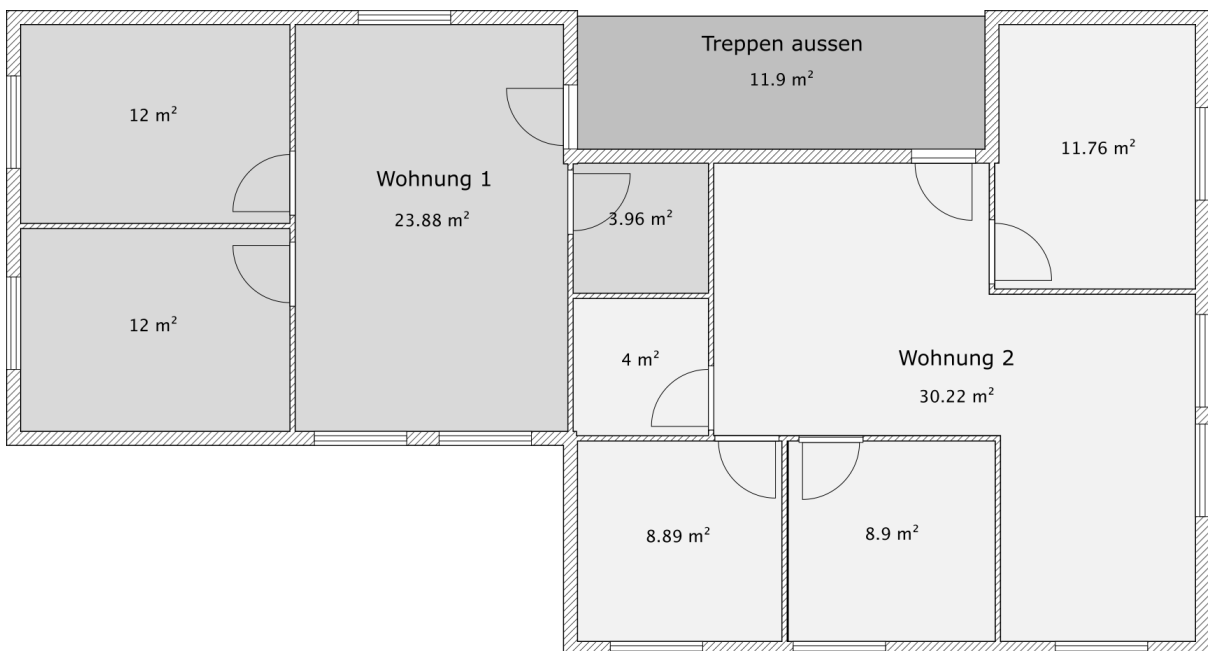 Treppen aussen
11.9 m²
12 m²
11.76 m²
Wohnung 1
23.88 m²
3.96 m²
12 m²
4 m²
Wohnung 2
30.22 m²
8.89 m²
8.9 m²